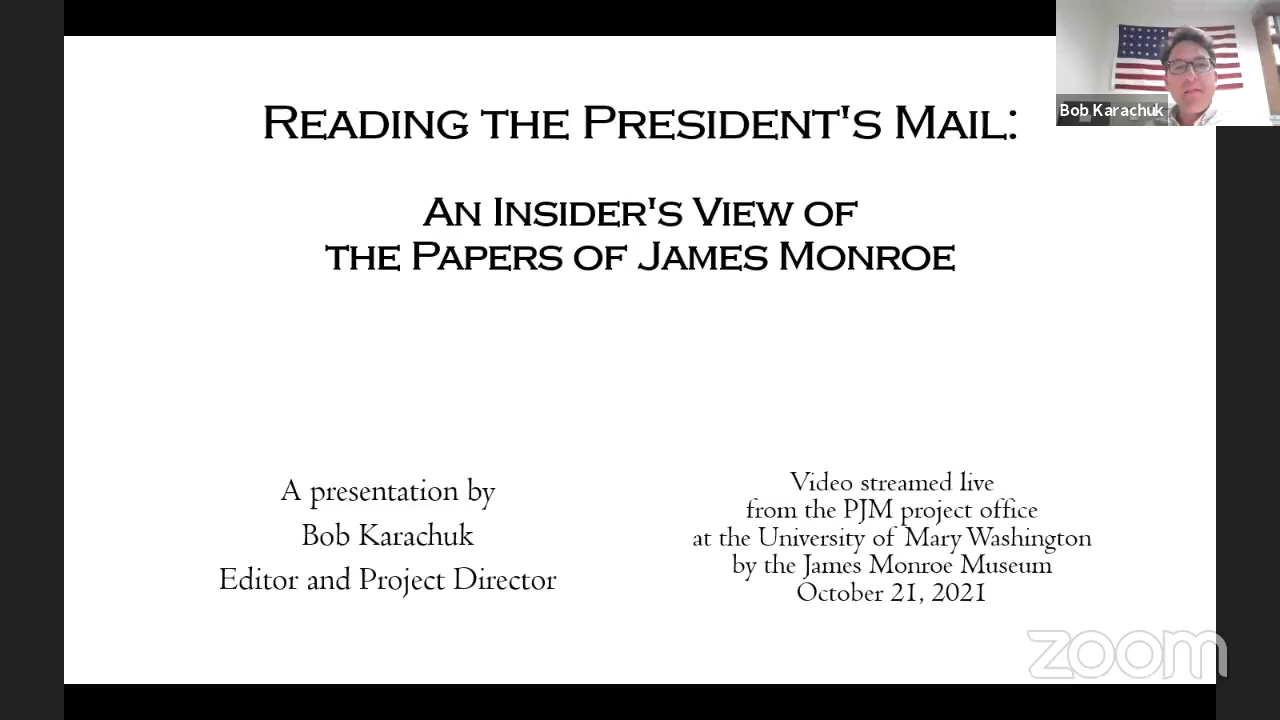 READING THE PRESIDENT'S MAIL:
AN INSIDER'S VIEW OF
THE PAPERS OF JAMES MONROE
A presentation by
Bob Karachuk
Editor and Project Director
Video streamed live
from the PJM project office
at the University of Mary Washington
by the James Monroe Museum
October 21, 2021
Bob Karachuk
zoom